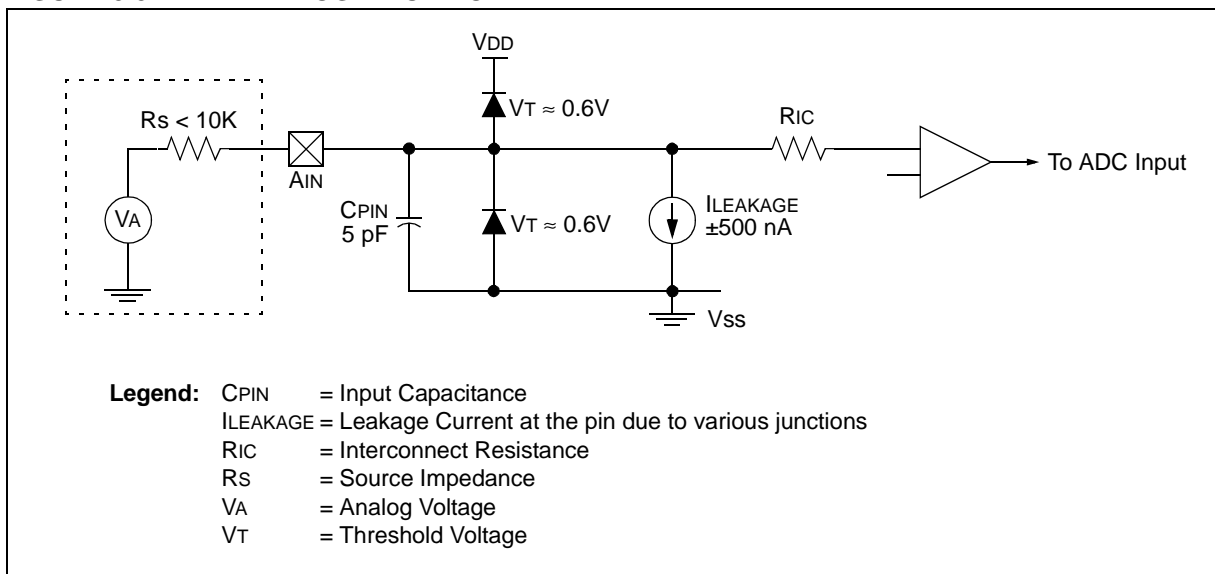 VDD
VT ≈ 0.6V
Rs < 10K
RIC
AIN
To ADC Input
VA
CPIN
5 pF
VT ≈ 0.6V
ILEAKAGE
±500 nA
Vss
Legend: CPIN = Input Capacitance
ILEAKAGE = Leakage Current at the pin due to various junctions
RIC = Interconnect Resistance
RS = Source Impedance
VA = Analog Voltage
VT = Threshold Voltage